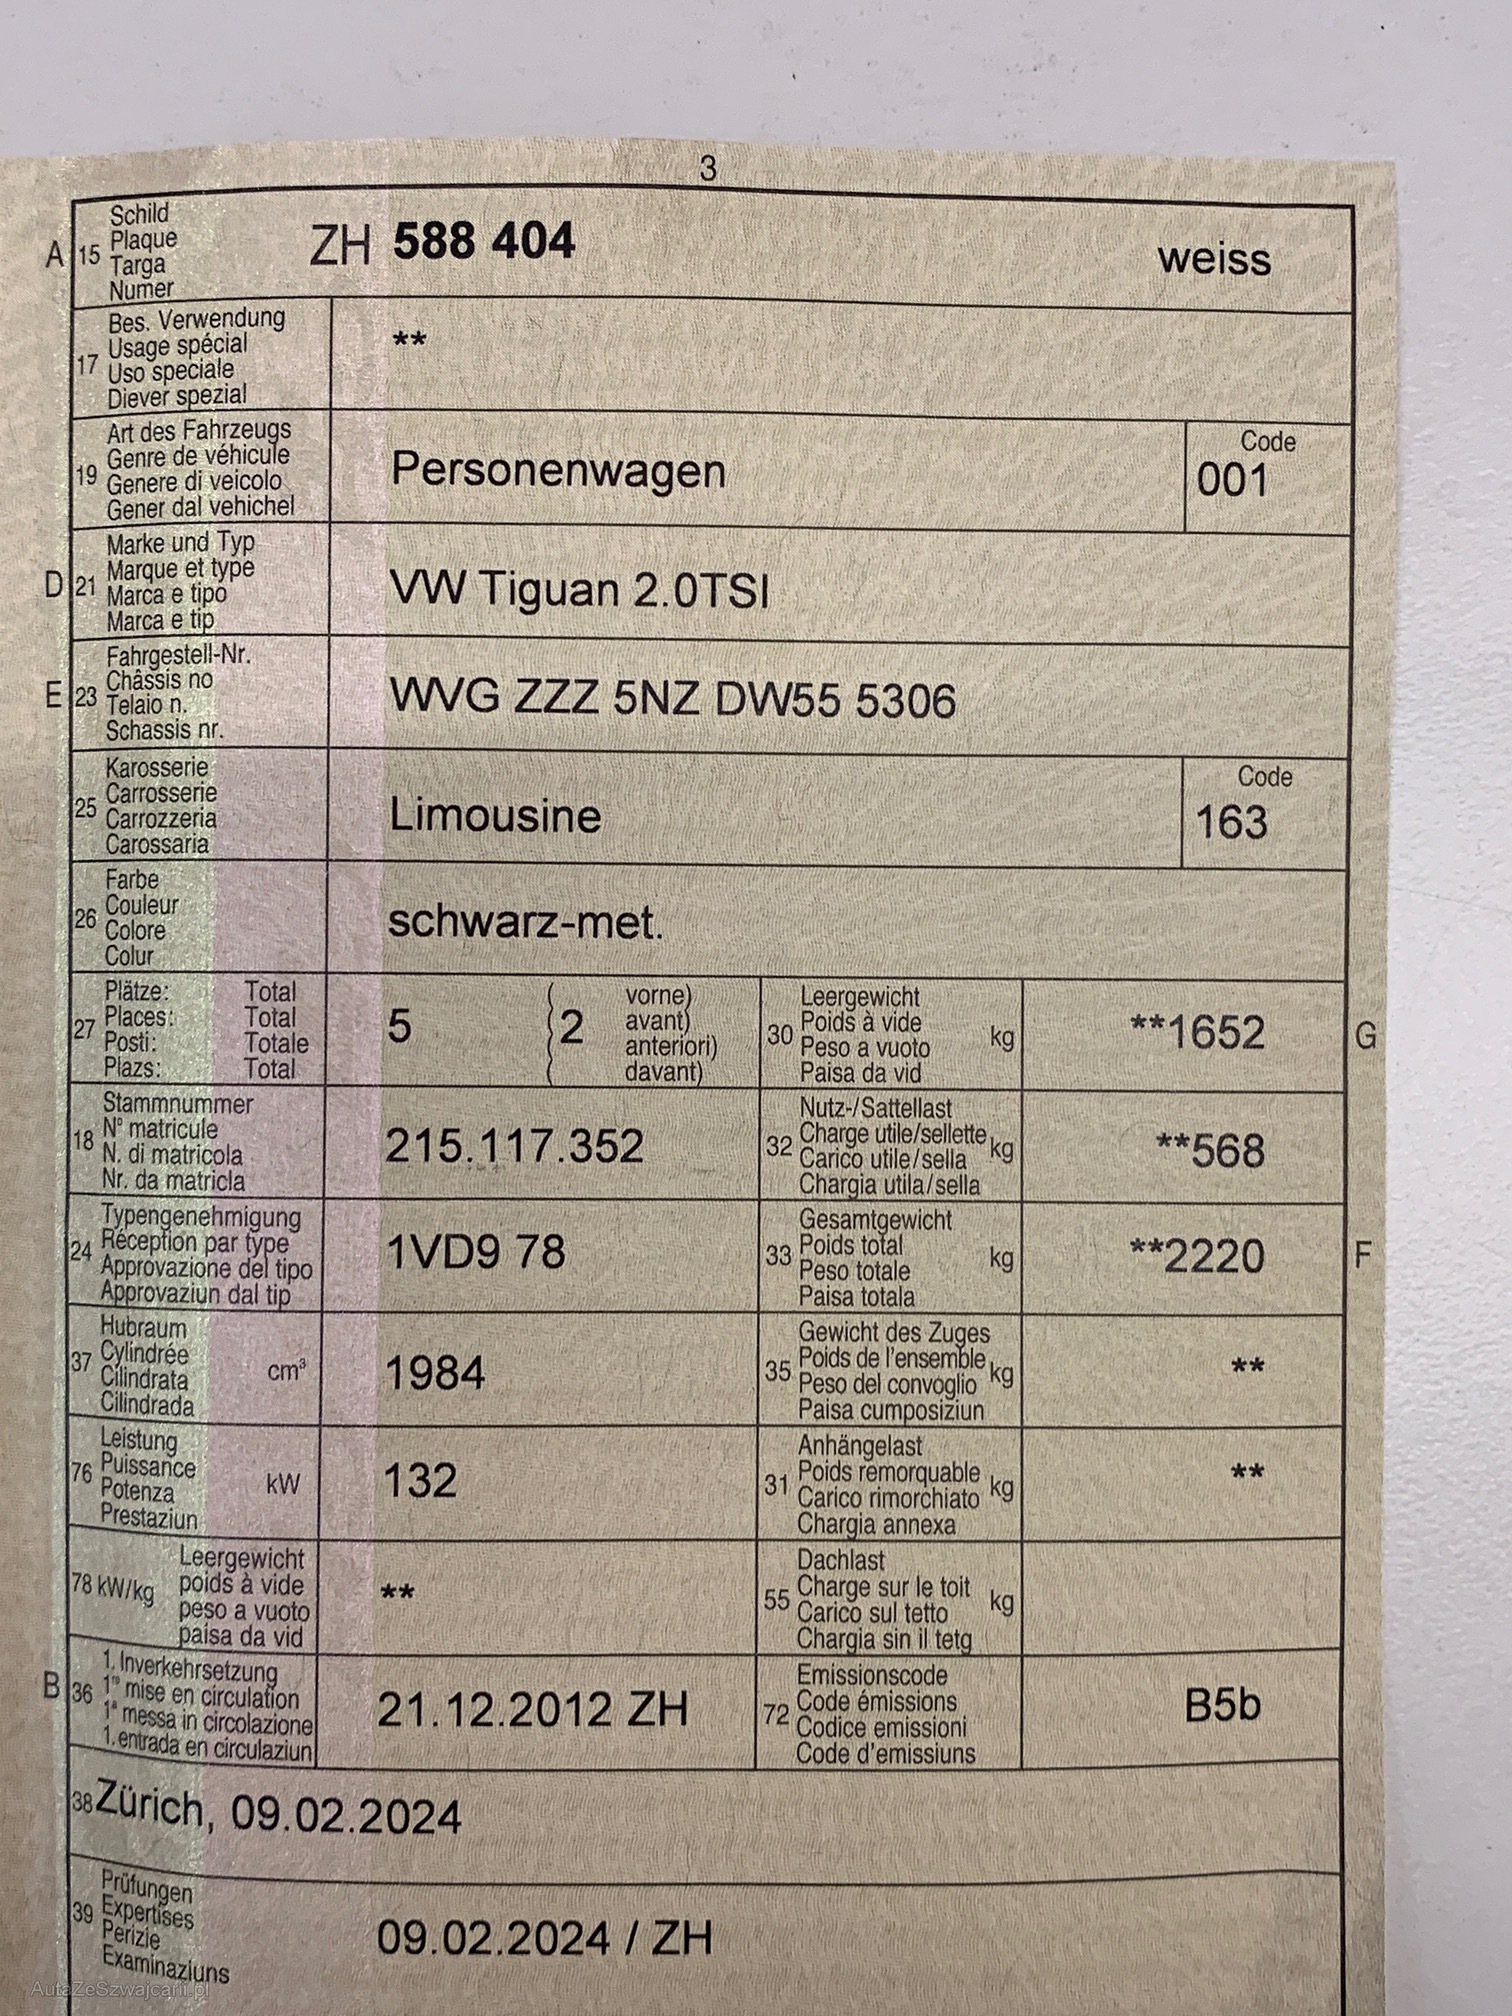 3
A 15 Schild
Plaque
Targa
Numer
ZH 588 404 weiss
17 Bes. Verwendung
Usage spécial
Uso speciale
Diever spezial
**
19 Art des Fahrzeugs
Genre de véhicule
Genere di veicolo
Gener dal vehichel
Personenwagen
Code
001
D 21 Marke und Typ
Marque et type
Marca e tipo
Marca e tip
VW Tiguan 2.0TSI
E 23 Fahrgestell-Nr.
Châssis no
Telaio n.
Schassis nr.
WVG ZZZ 5NZ DW55 5306
25 Karosserie
Carrosserie
Carrozzeria
Carossaria
Limousine
Code
163
26 Farbe
Couleur
Colore
Colur
schwarz-met.
27 Plätze: Total
Places: Total
Posti: Totale
Plazs: Total
5
( 2 vorne)
( avant)
( anteriori)
( davant)
30 Leergewicht
Poids à vide kg
Peso a vuoto
Paisa da vid
**1652 G
18 Stammnummer
N° matricule
N. di matricola
Nr. da matricla
215.117.352
32 Nutz-/Sattellast
Charge utile/sellette kg
Carico utile/sella
Chargia utila/sella
**568
24 Typengenehmigung
Réception par type
Approvazione del tipo
Approvaziun dal tip
1VD9 78
33 Gesamtgewicht
Poids total kg
Peso totale
Paisa totala
**2220 F
37 Hubraum
Cylindrée cm³
Cilindrata
Cilindrada
1984
35 Gewicht des Zuges
Poids de l'ensemble kg
Peso del convoglio
Paisa cumposiziun
**
76 Leistung
Puissance kW
Potenza
Prestaziun
132
31 Anhängelast
Poids remorquable kg
Carico rimorchiato
Chargia annexa
**
78 kW/kg Leergewicht
poids à vide
peso a vuoto
paisa da vid
**
55 Dachlast
Charge sur le toit kg
Carico sul tetto
Chargia sin il tetg
B 36 1. Inverkehrsetzung
1re mise en circulation
1a messa in circolazione
1. entrada en circulaziun
21.12.2012 ZH
72 Emissionscode
Code émissions
Codice emissioni
Code d'emissiuns
B5b
38 Zürich, 09.02.2024
39 Prüfungen
Expertises
Perizie
Examinaziuns
09.02.2024 / ZH
AutaZeSzwajcarii.pl